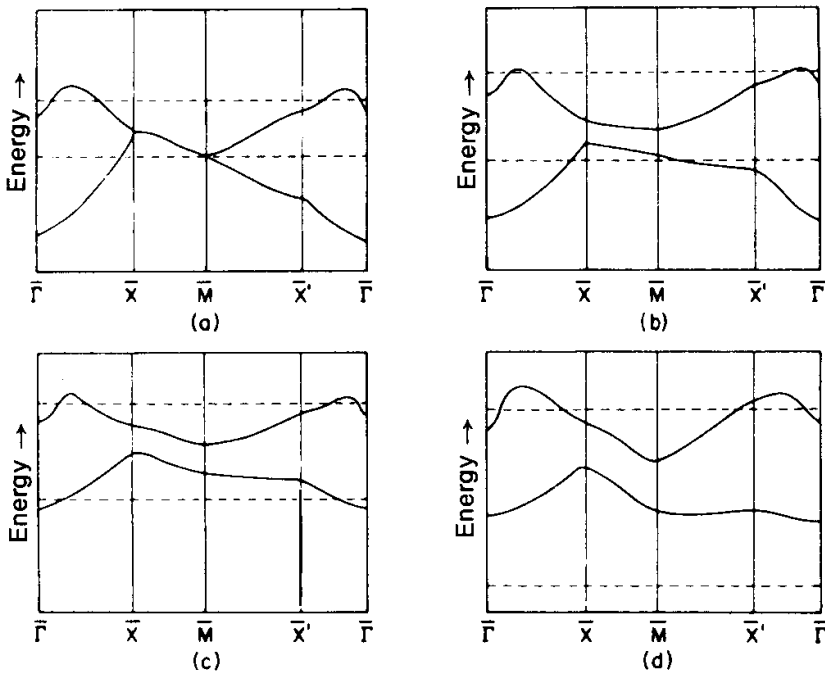 Energy →
Γ̄ X̄ M̄ X̄' Γ̄
(a)
Energy →
Γ̄ X̄ M̄ X̄' Γ̄
(b)
Energy →
Γ̄ X̄ M̄ X̄' Γ̄
(c)
Energy →
Γ̄ X̄ M̄ X̄' Γ̄
(d)